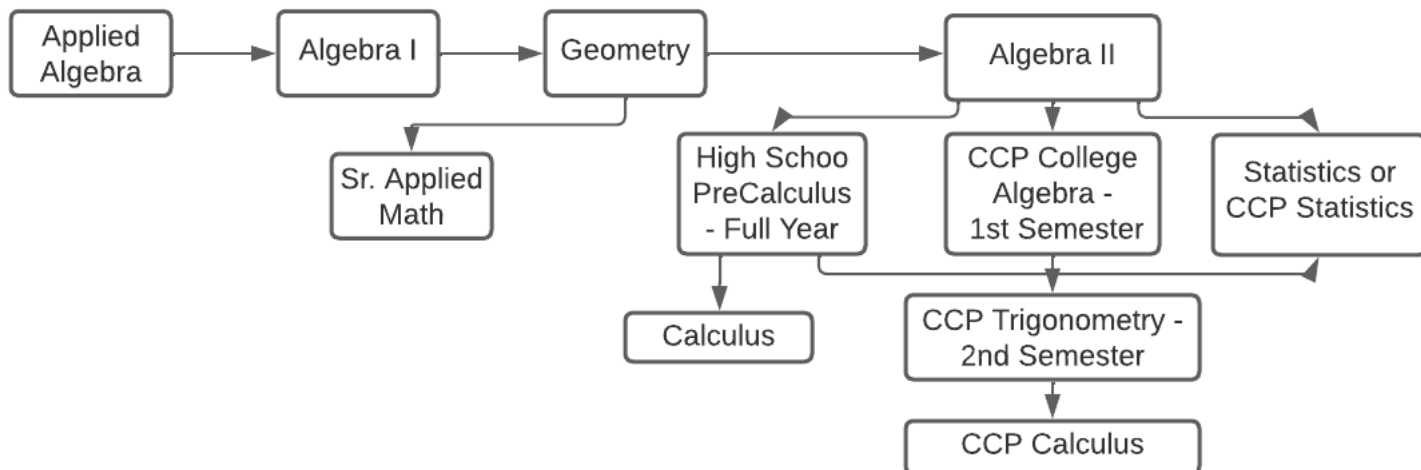 Applied
Algebra
Algebra I
Geometry
Algebra II
Sr. Applied
Math
High Schoo
PreCalculus
- Full Year
CCP College
Algebra -
1st Semester
Statistics or
CCP Statistics
Calculus
CCP Trigonometry -
2nd Semester
CCP Calculus